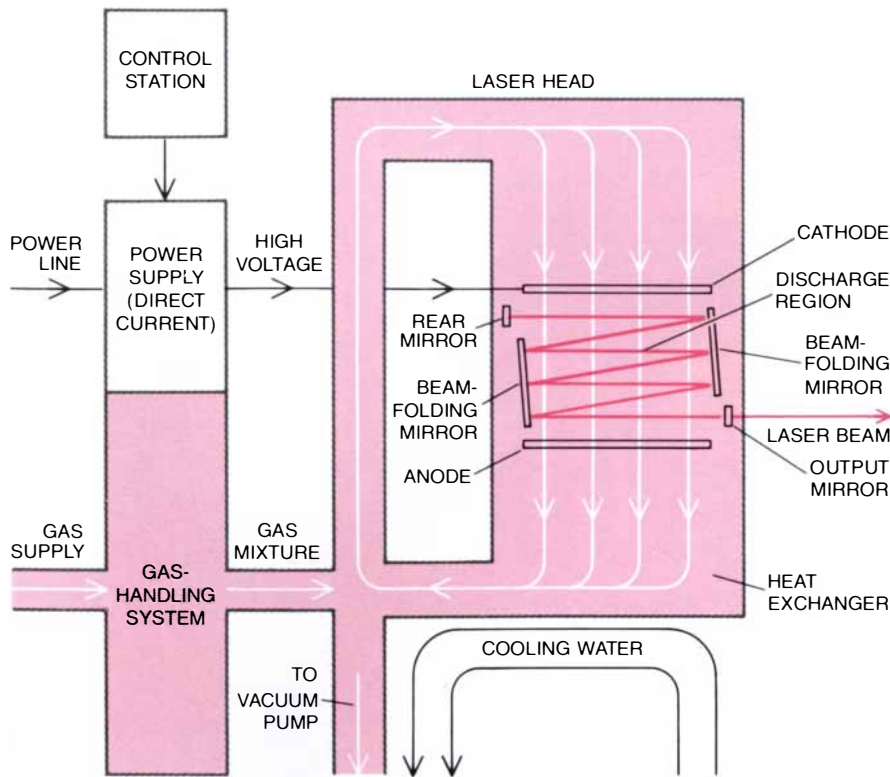 CONTROL
STATION
LASER HEAD
POWER
LINE
POWER
SUPPLY
(DIRECT
CURRENT)
HIGH
VOLTAGE
CATHODE
DISCHARGE
REGION
REAR
MIRROR
BEAM-
FOLDING
MIRROR
BEAM-
FOLDING
MIRROR
LASER BEAM
ANODE
OUTPUT
MIRROR
GAS
SUPPLY
GAS-
HANDLING
SYSTEM
GAS
MIXTURE
HEAT
EXCHANGER
COOLING WATER
TO
VACUUM
PUMP